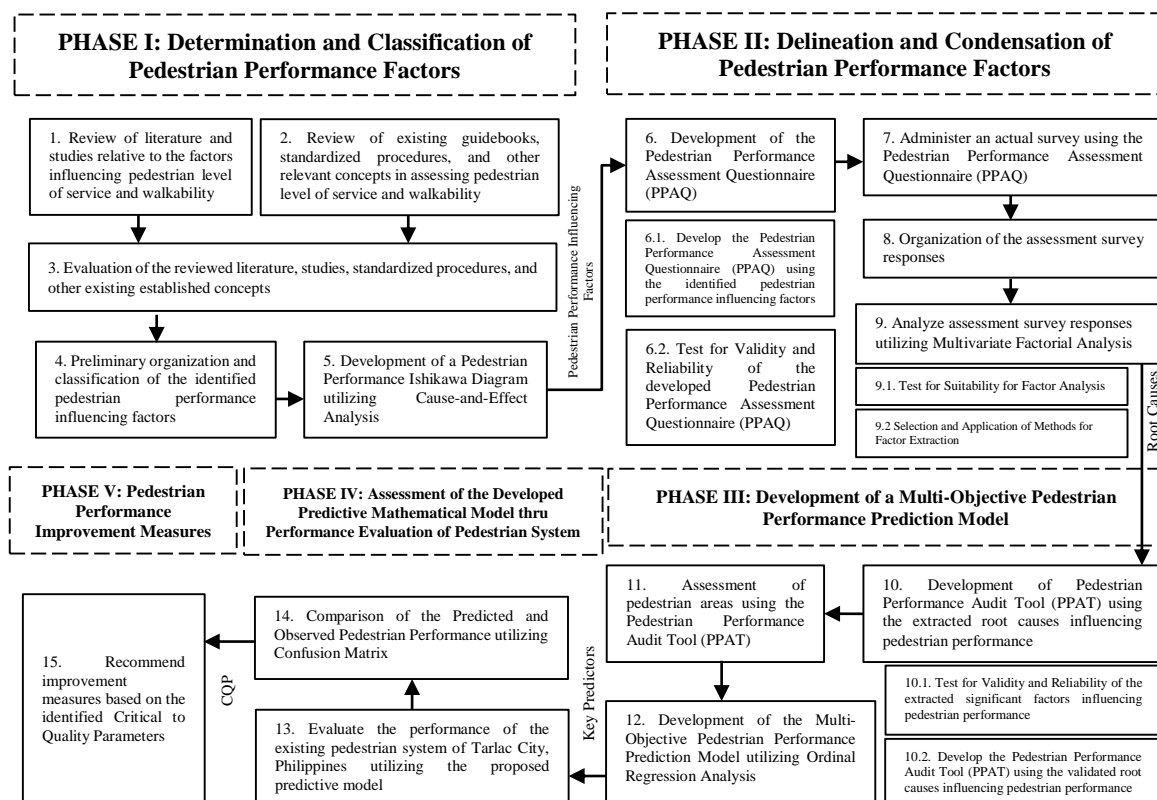 PHASE I: Determination and Classification of
Pedestrian Performance Factors
PHASE II: Delineation and Condensation of
Pedestrian Performance Factors
1. Review of literature and
studies relative to the factors
influencing pedestrian level of
service and walkability
2. Review of existing guidebooks,
standardized procedures, and other
relevant concepts in assessing pedestrian
level of service and walkability
3. Evaluation of the reviewed literature, studies, standardized procedures, and
other existing established concepts
4. Preliminary organization and
classification of the identified
pedestrian performance
influencing factors
5. Development of a Pedestrian
Performance Ishikawa Diagram
utilizing Cause-and-Effect
Analysis
Pedestrian Performance Influencing
Factors
6. Development of the
Pedestrian Performance
Assessment Questionnaire
(PPAQ)
6.1. Develop the Pedestrian
Performance Assessment
Questionnaire (PPAQ) using
the identified pedestrian
performance influencing factors
6.2. Test for Validity and
Reliability of the
developed Pedestrian
Performance Assessment
Questionnaire (PPAQ)
7. Administer an actual survey using the
Pedestrian Performance Assessment
Questionnaire (PPAQ)
8. Organization of the assessment survey
responses
9. Analyze assessment survey responses
utilizing Multivariate Factorial Analysis
9.1. Test for Suitability for Factor Analysis
9.2 Selection and Application of Methods for
Factor Extraction
Root Causes
PHASE V: Pedestrian
Performance
Improvement Measures
PHASE IV: Assessment of the Developed
Predictive Mathematical Model thru
Performance Evaluation of Pedestrian System
PHASE III: Development of a Multi-Objective Pedestrian
Performance Prediction Model
10. Development of Pedestrian
Performance Audit Tool (PPAT) using
the extracted root causes influencing
pedestrian performance
10.1. Test for Validity and Reliability of the
extracted significant factors influencing
pedestrian performance
10.2. Develop the Pedestrian Performance
Audit Tool (PPAT) using the validated root
causes influencing pedestrian performance
11. Assessment of
pedestrian areas using the
Pedestrian Performance
Audit Tool (PPAT)
12. Development of the Multi-
Objective Pedestrian Performance
Prediction Model utilizing Ordinal
Regression Analysis
Key Predictors
13. Evaluate the performance of the
existing pedestrian system of Tarlac City,
Philippines utilizing the proposed
predictive model
14. Comparison of the Predicted and
Observed Pedestrian Performance utilizing
Confusion Matrix
CQP
15. Recommend
improvement
measures based on the
identified Critical to
Quality Parameters